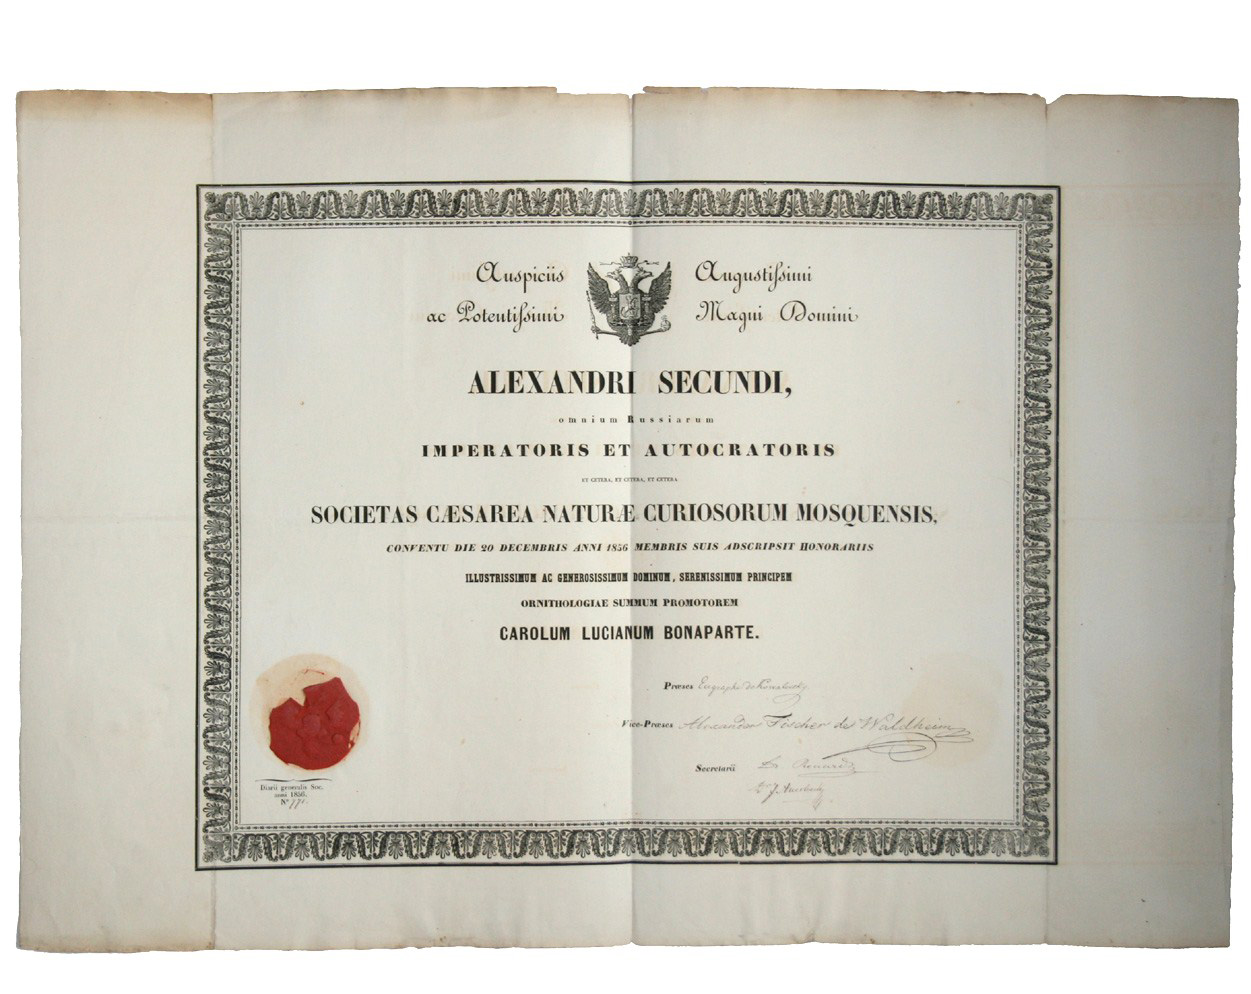 Auspiciis Augustiſsimi
ac Potentiſsimi Magni Domini
ALEXANDRI SECUNDI,
omnium Russiarum
IMPERATORIS ET AUTOCRATORIS
ET CETERA, ET CETERA, ET CETERA
SOCIETAS CÆSAREA NATURÆ CURIOSORUM MOSQUENSIS,
CONVENTU DIE 20 DECEMBRIS ANNI 1856 MEMBRIS SUIS ADSCRIPSIT HONORARIIS
ILLUSTRISSIMUM AC GENEROSISSIMUM DOMINUM, SERENISSIMUM PRINCIPEM
ORNITHOLOGIAE SUMMUM PROMOTOREM
CAROLUM LUCIANUM BONAPARTE.
Præses
Vice-Præses Alexander Fischer de Waldheim
Secretarii Renard
Diarii generalis Soc.
anni 1856.
Nº